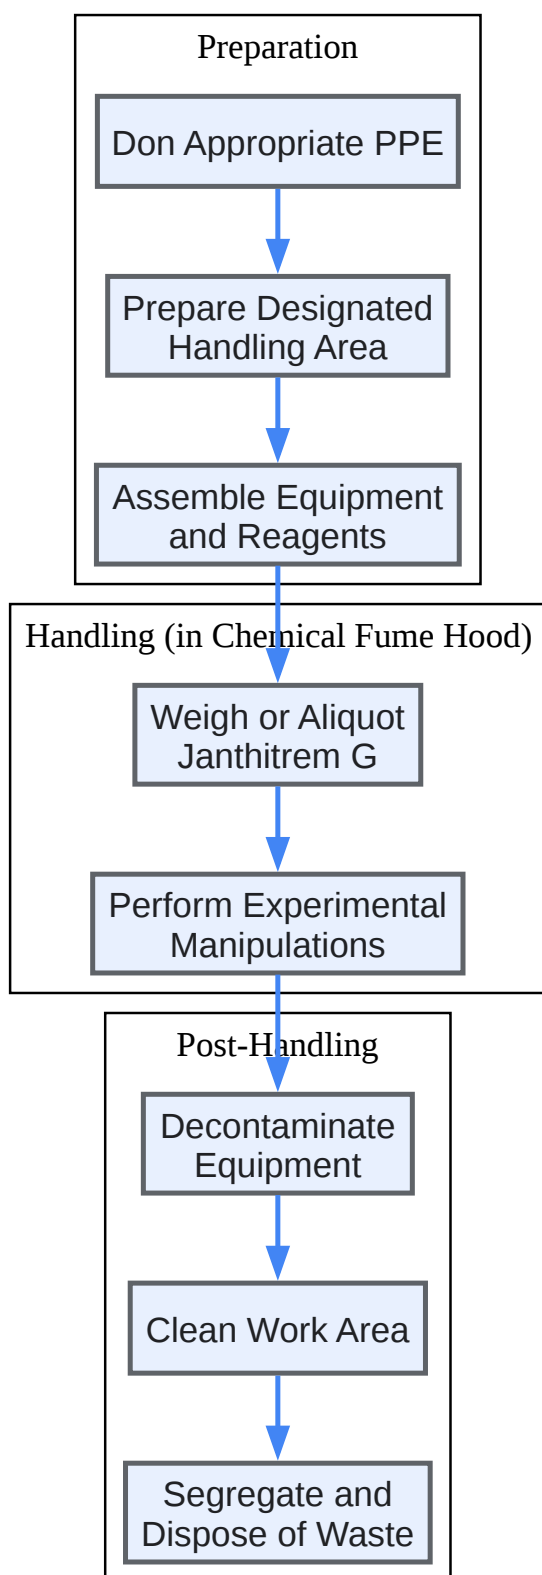 Preparation
Don Appropriate PPE
Prepare Designated
Handling Area
Assemble Equipment
and Reagents
Handling (in Chemical Fume Hood)
Weigh or Aliquot
Janthitrem G
Perform Experimental
Manipulations
Post-Handling
Decontaminate
Equipment
Clean Work Area
Segregate and
Dispose of Waste